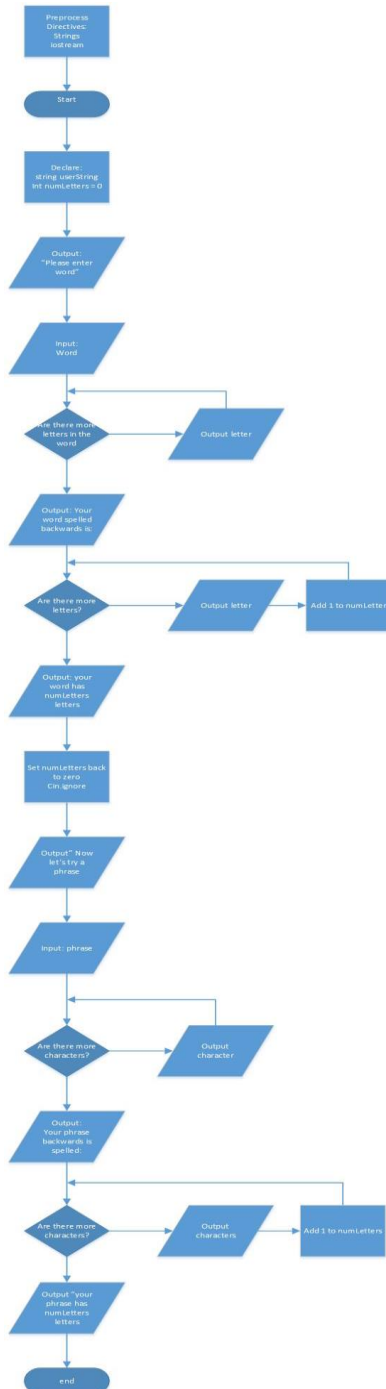 Preprocess
Directives:
Strings
iostream
Start
Declare:
string userString
Int numLetters = 0
Output:
"Please enter
word"
Input:
Word
Are there more
letters in the
word
Output letter
Output: Your
word spelled
backwards is:
Are there more
letters?
Output letter
Add 1 to numLetter
Output: your
word has
numLetters
letters
Set numLetters back
to zero
Cin.ignore
Output" Now
let's try a
phrase
Input: phrase
Are there more
characters?
Output
character
Output:
Your phrase
backwards is
spelled:
Are there more
characters?
Output
characters
Add 1 to numLetters
Output "your
phrase has
numLetters
letters
end